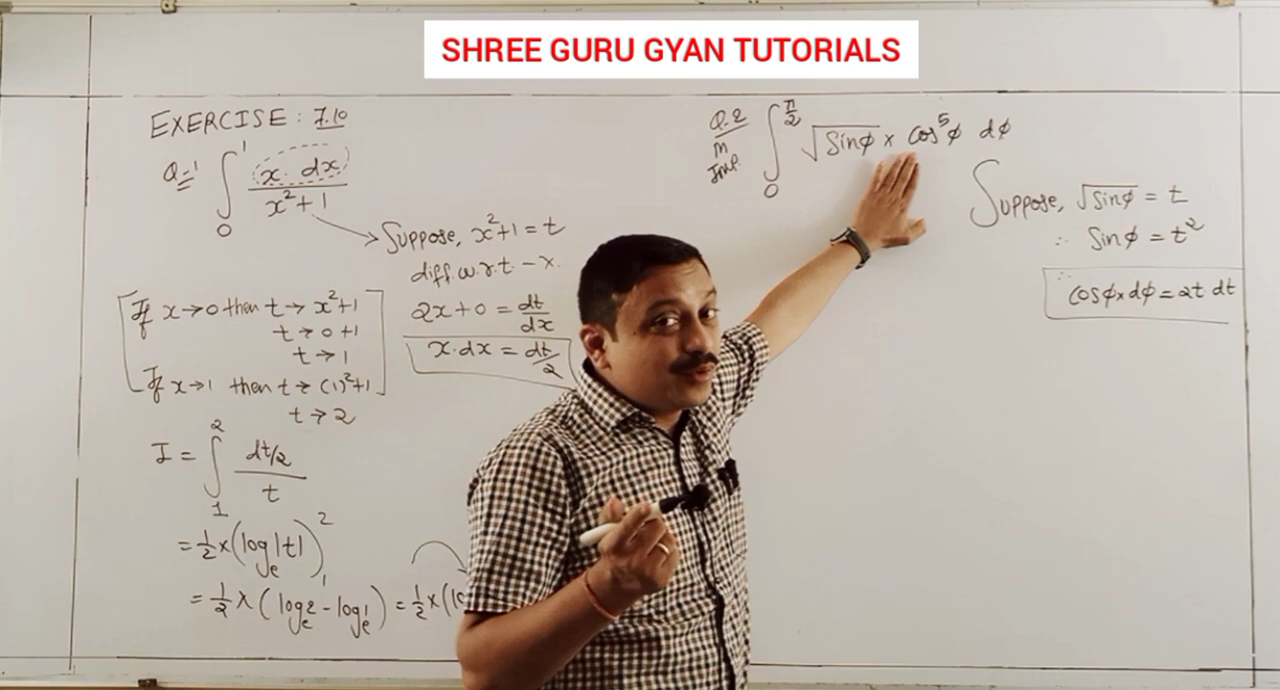 SHREE GURU GYAN TUTORIALS
EXERCISE: 7.10
Q-1 ∫₀¹ x. dx / x²+1
Suppose, x²+1 = t
diff. w.r.t. - x.
2x+0 = dt/dx
x.dx = dt/2
If x→0 then t→ x²+1
t→0+1
t→1
If x→1 then t→ (1)²+1
t→2
I = ∫₁² dt/2 / t
= ½×(logₑ|t|)₁²
= ½×(logₑ2 - logₑ1) = ½×(lo
Q.2 ∫₀^π/2 √Sinϕ × Cos⁵ϕ dϕ
m
Imp.
Suppose, √Sinϕ = t
∴ Sinϕ = t²
∴ cosϕ×dϕ = 2t dt